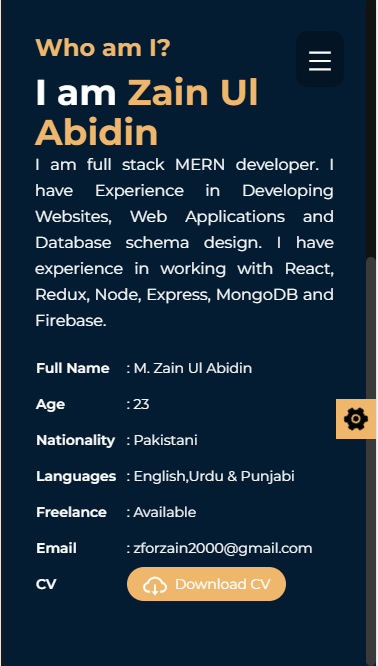 Who am I?
I am Zain Ul
Abidin
I am full stack MERN developer. I
have Experience in Developing
Websites, Web Applications and
Database schema design. I have
experience in working with React,
Redux, Node, Express, MongoDB and
Firebase.
Full Name : M. Zain Ul Abidin
Age : 23
Nationality : Pakistani
Languages : English,Urdu & Punjabi
Freelance : Available
Email : zforzain2000@gmail.com
CV Download CV